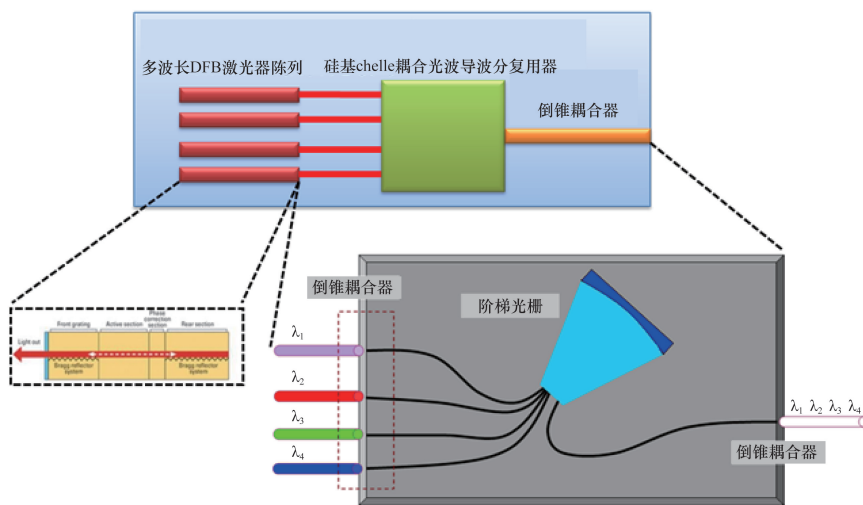 多波长DFB激光器陈列
硅基chelle耦合光波导波分复用器
倒锥耦合器
倒锥耦合器
阶梯光栅
λ1
λ2
λ3
λ4
λ1 λ2 λ3 λ4
倒锥耦合器
Front grating
Active section
Phase
correction
section
Rear section
Light out
Bragg reflector
system
Bragg reflector
system